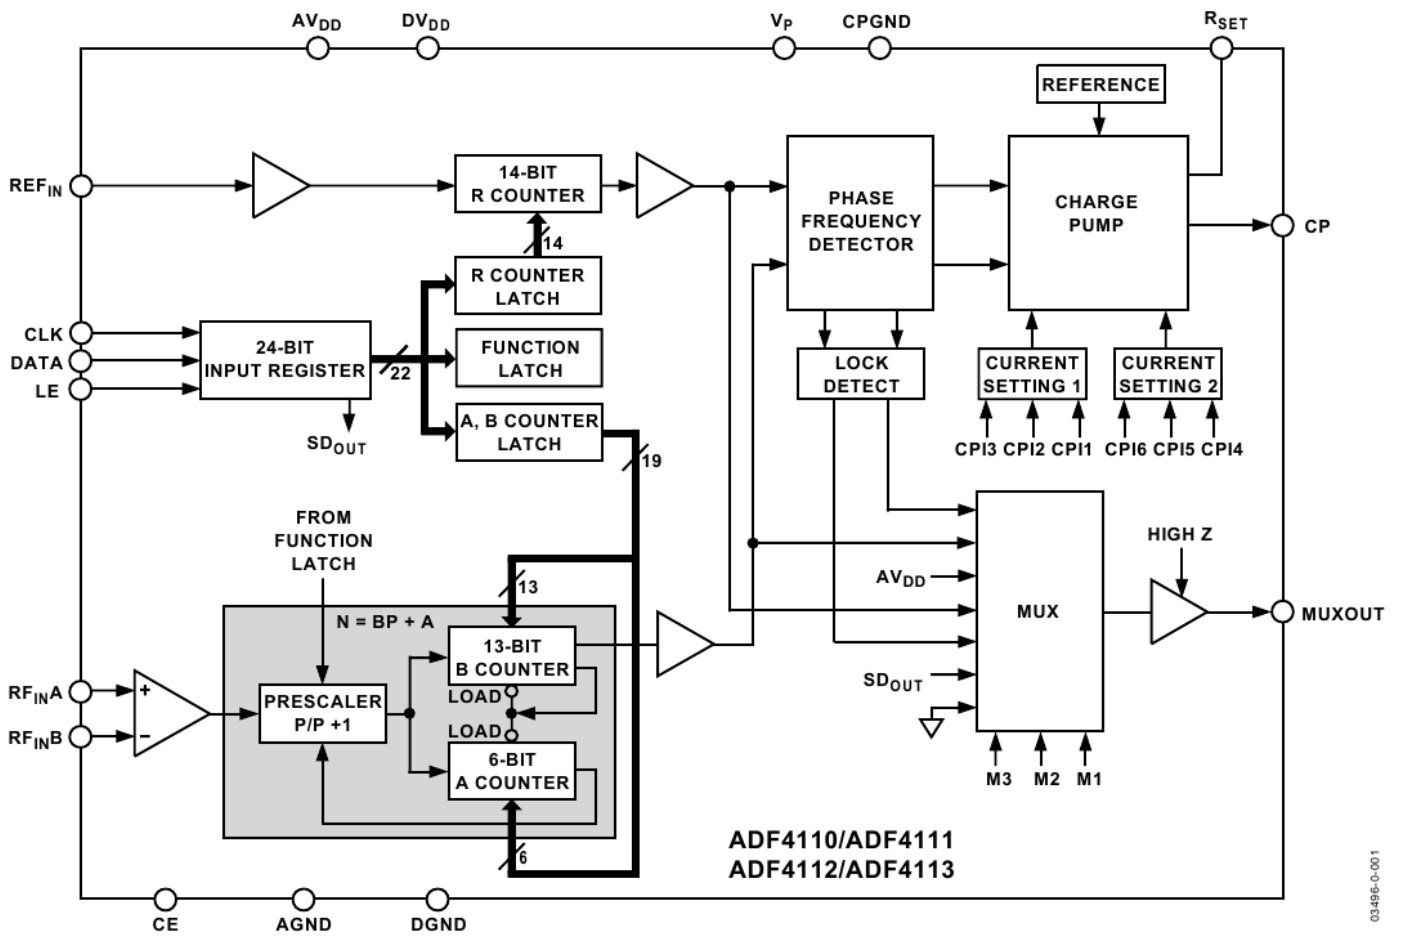 AVDD
DVDD
VP
CPGND
RSET
REFERENCE
REFIN
14-BIT
R COUNTER
14
PHASE
FREQUENCY
DETECTOR
CHARGE
PUMP
CP
R COUNTER
LATCH
CLK
DATA
LE
24-BIT
INPUT REGISTER
22
FUNCTION
LATCH
SDOUT
A, B COUNTER
LATCH
19
LOCK
DETECT
CURRENT
SETTING 1
CURRENT
SETTING 2
CPI3 CPI2 CPI1
CPI6 CPI5 CPI4
FROM
FUNCTION
LATCH
13
N = BP + A
13-BIT
B COUNTER
LOAD
LOAD
6-BIT
A COUNTER
6
RFINA
RFINB
+
−
PRESCALER
P/P +1
AVDD
MUX
SDOUT
HIGH Z
MUXOUT
M3 M2 M1
ADF4110/ADF4111
ADF4112/ADF4113
CE
AGND
DGND
03496-0-001